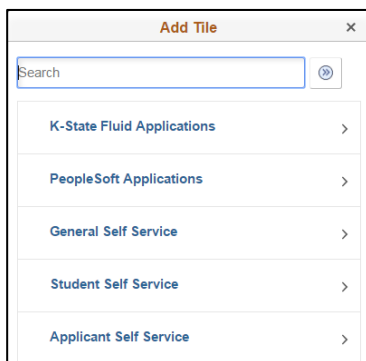 Add Tile ×
Search
K-State Fluid Applications
PeopleSoft Applications
General Self Service
Student Self Service
Applicant Self Service